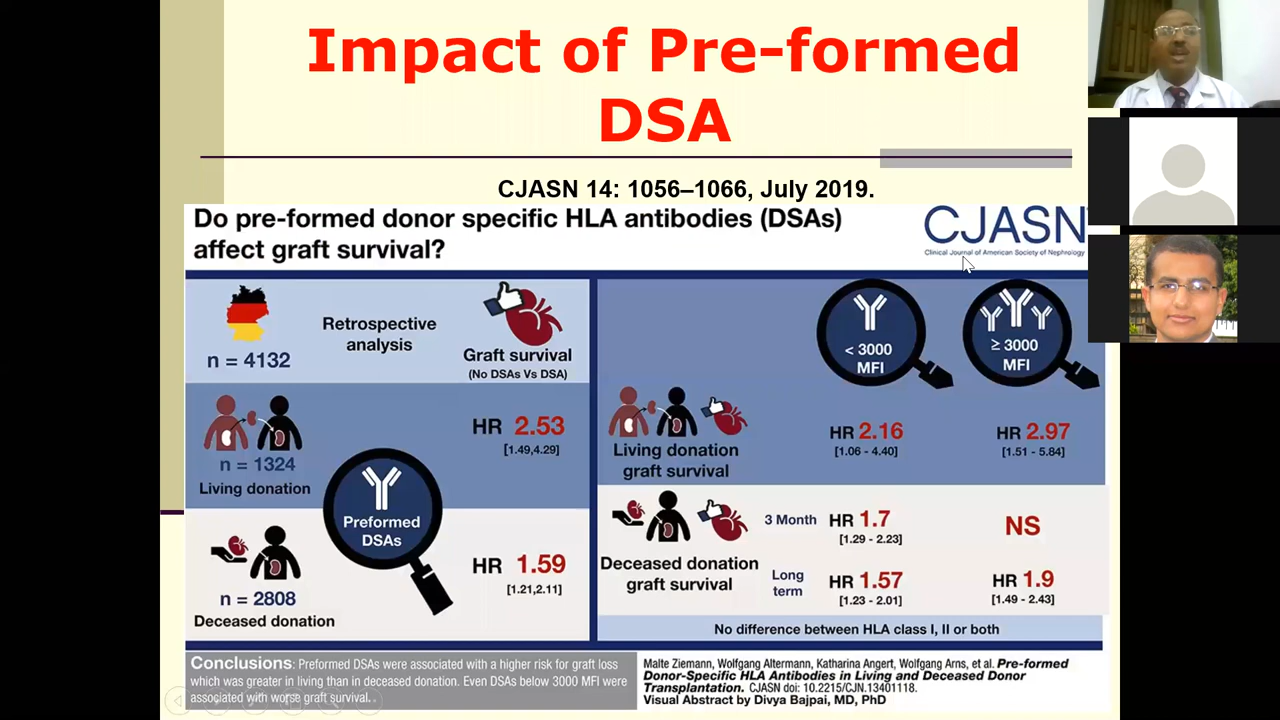 Impact of Pre-formed
DSA
CJASN 14: 1056–1066, July 2019.
Do pre-formed donor specific HLA antibodies (DSAs)
affect graft survival?
CJASN
Clinical Journal of American Society of Nephrology
n = 4132
Retrospective
analysis
Graft survival
(No DSAs Vs DSA)
n = 1324
Living donation
HR 2.53
[1.49,4.29]
Preformed
DSAs
n = 2808
Deceased donation
HR 1.59
[1.21,2.11]
< 3000
MFI
≥ 3000
MFI
Living donation
graft survival
HR 2.16
[1.06 - 4.40]
HR 2.97
[1.51 - 5.84]
Deceased donation
graft survival
3 Month
HR 1.7
[1.29 - 2.23]
NS
Long
term
HR 1.57
[1.23 - 2.01]
HR 1.9
[1.49 - 2.43]
No difference between HLA class I, II or both
Conclusions: Preformed DSAs were associated with a higher risk for graft loss
which was greater in living than in deceased donation. Even DSAs below 3000 MFI were
associated with worse graft survival.
Malte Ziemann, Wolfgang Altermann, Katharina Angert, Wolfgang Arns, et al. Pre-formed
Donor-Specific HLA Antibodies in Living and Deceased Donor
Transplantation. CJASN doi: 10.2215/CJN.13401118.
Visual Abstract by Divya Bajpai, MD, PhD